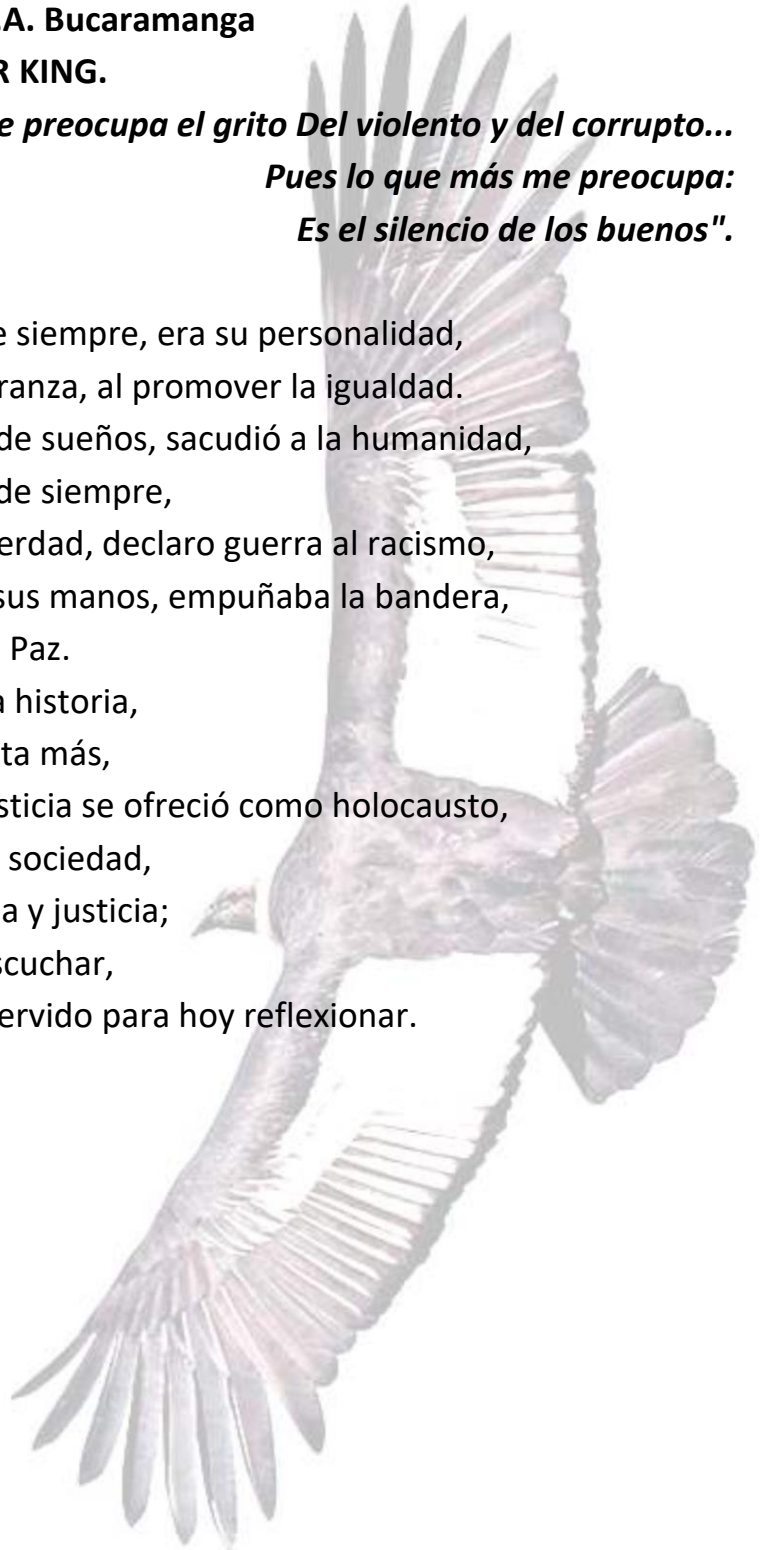 .A. Bucaramanga
R KING.
e preocupa el grito Del violento y del corrupto...
Pues lo que más me preocupa:
Es el silencio de los buenos".
e siempre, era su personalidad,
ranza, al promover la igualdad.
de sueños, sacudió a la humanidad,
de siempre,
erdad, declaro guerra al racismo,
sus manos, empuñaba la bandera,
Paz.
a historia,
ta más,
sticia se ofreció como holocausto,
sociedad,
a y justicia;
scuchar,
ervido para hoy reflexionar.